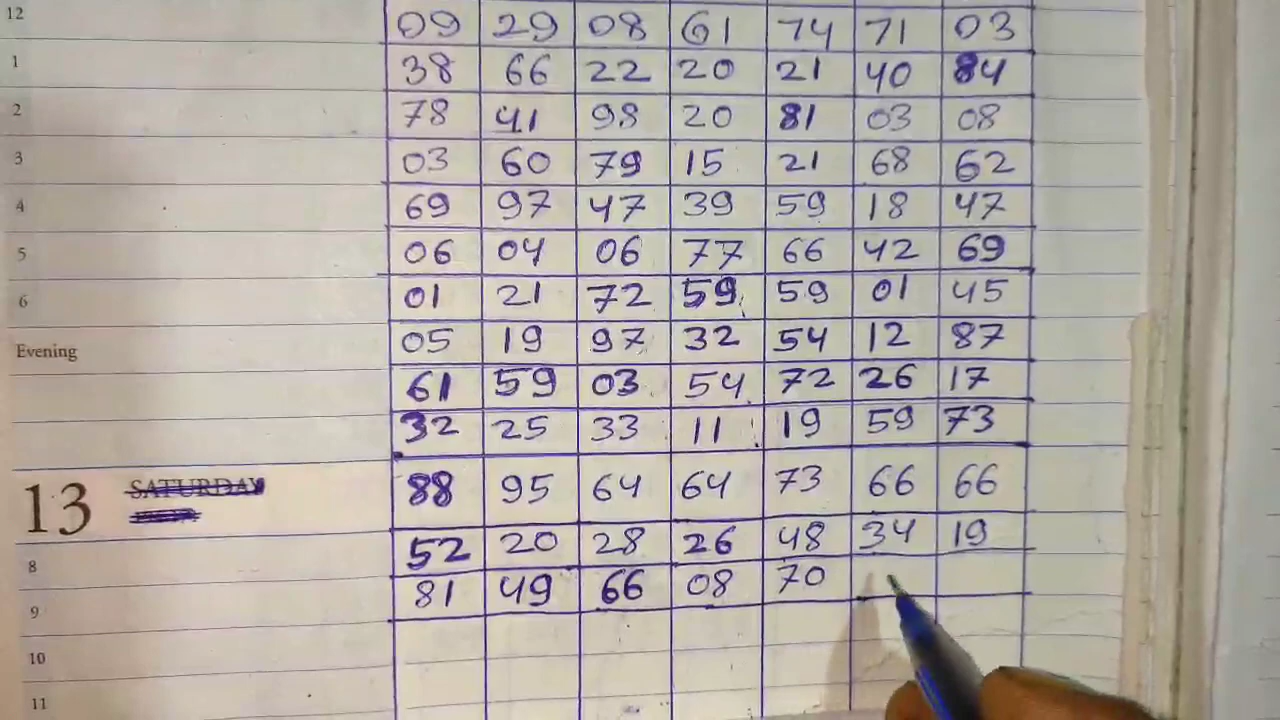 12 09 29 08 61 74 71 03
1 38 66 22 20 21 40 84
2 78 41 98 20 81 03 08
3 03 60 79 15 21 68 62
4 69 97 47 39 59 18 47
5 06 04 06 77 66 42 69
6 01 21 72 59 59 01 45
Evening 05 19 97 32 54 12 87
61 59 03 54 72 26 17
32 25 33 11 19 59 73
13 SATURDAY 88 95 64 64 73 66 66
8 52 20 28 26 48 34 19
9 81 49 66 08 70
10
11